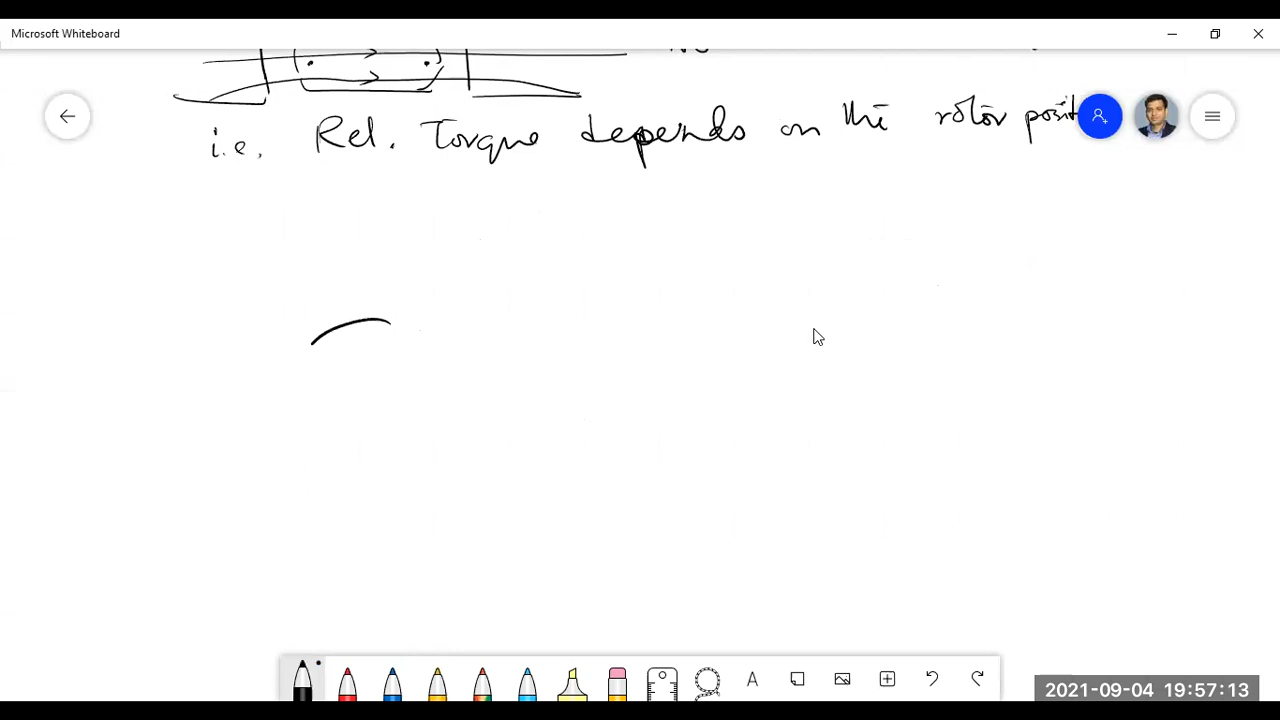 Microsoft Whiteboard
i.e. Rel. Torque depends on the rotor posit
A
2021-09-04 19:57:13